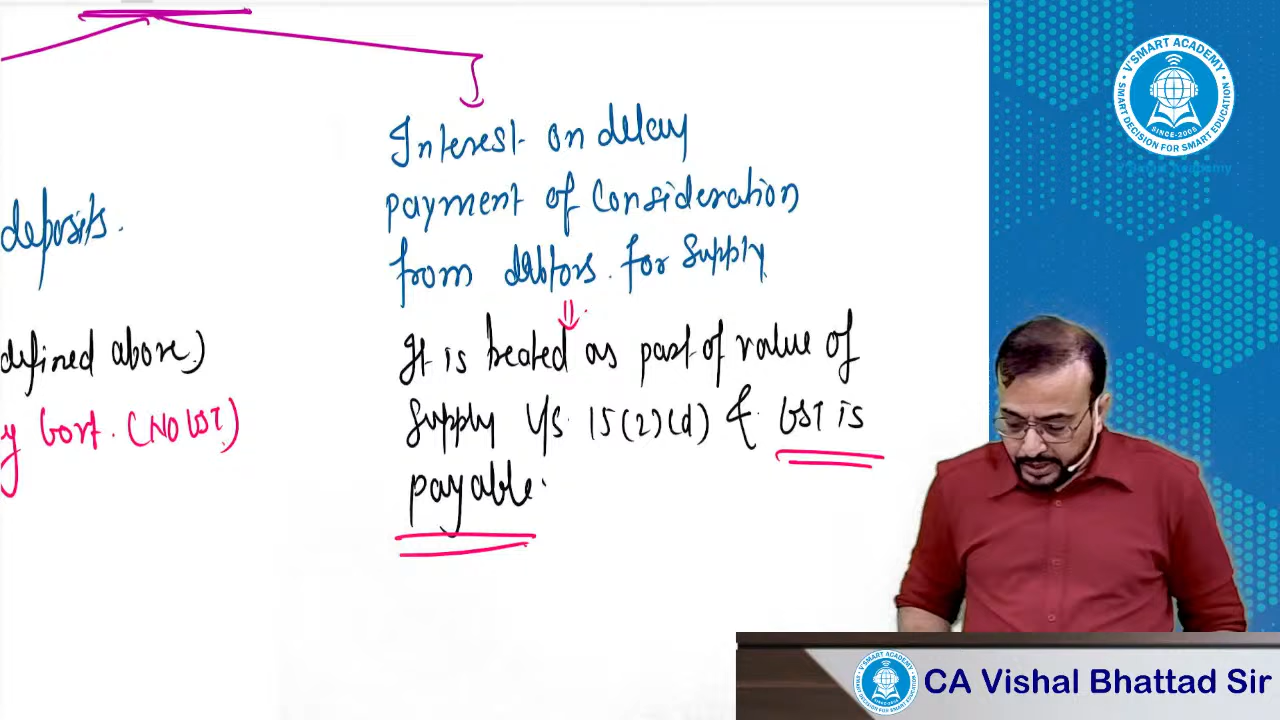 Interest on delay
payment of consideration
deposits.
from debtors. for supply
It is treated as part of value of
defined above)
supply u/s 15(2)(d) & GST is
y Govt. (NO GST)
payable.
V'SMART ACADEMY
SMART DECISION FOR SMART EDUCATION
SINCE-2005
CA Vishal Bhattad Sir